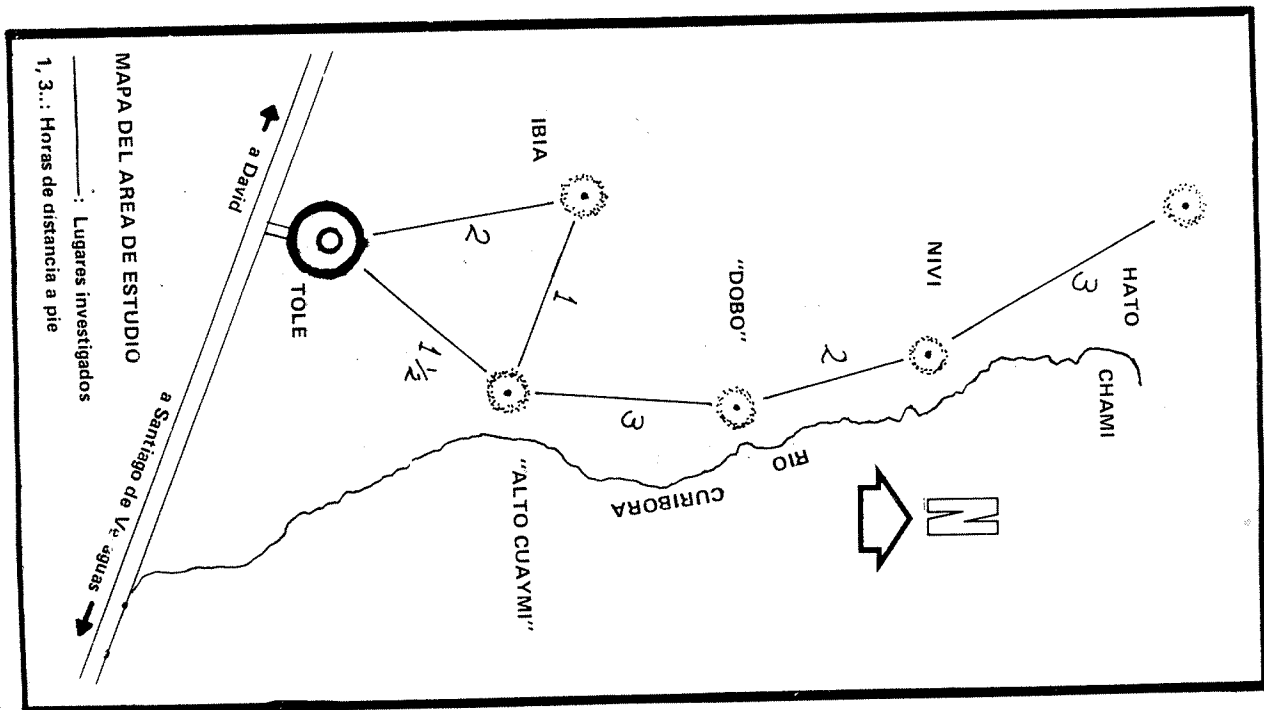 N
HATO
CHAMI
3
NIVI
2
"DOBO"
RIO
CURIBORA
3
IBIA
1
"ALTO CUAYMI"
2
1 ½
TOLE
a David
a Santiago de
MAPA DEL AREA DE ESTUDIO
: Lugares investigados
1, 3..: Horas de distancia a pie